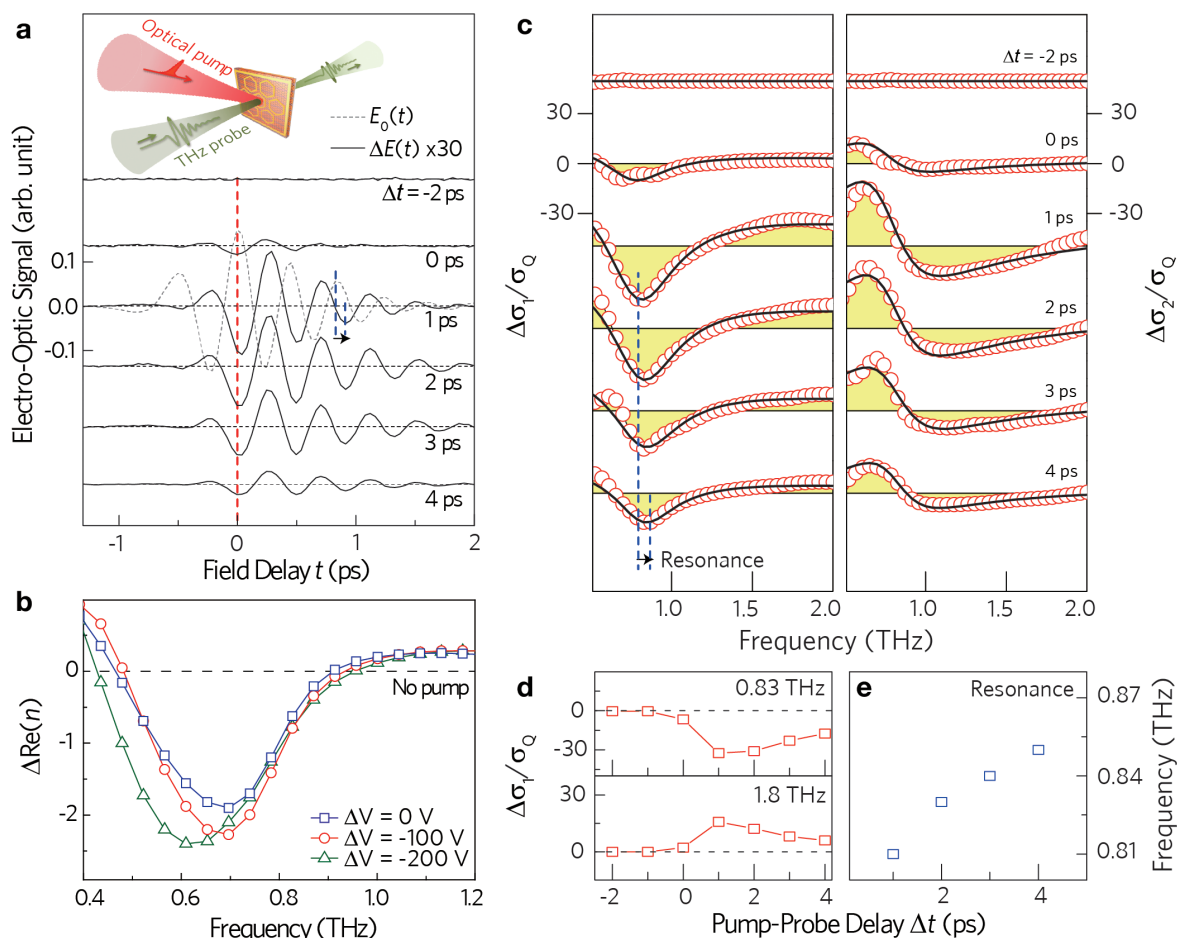 a
Optical pump
THz probe
E₀(t)
ΔE(t) x30
Δt = -2 ps
0 ps
1 ps
2 ps
3 ps
4 ps
0.1
0.0
-0.1
Electro-Optic Signal (arb. unit)
-1 0 1 2
Field Delay t (ps)
b
0
-1
-2
ΔRe(n)
No pump
ΔV = 0 V
ΔV = -100 V
ΔV = -200 V
0.4 0.6 0.8 1.0 1.2
Frequency (THz)
c
30
0
-30
Δσ₁/σQ
Δt = -2 ps
0 ps
1 ps
2 ps
3 ps
4 ps
30
0
-30
Δσ₂/σQ
Resonance
1.0 2.0 1.0 2.0
Frequency (THz)
d
0.83 THz
0
-30
1.8 THz
30
0
Δσ₁/σQ
-2 0 2 4
e
Resonance
0.87
0.84
0.81
Frequency (THz)
2 4
Pump-Probe Delay Δt (ps)